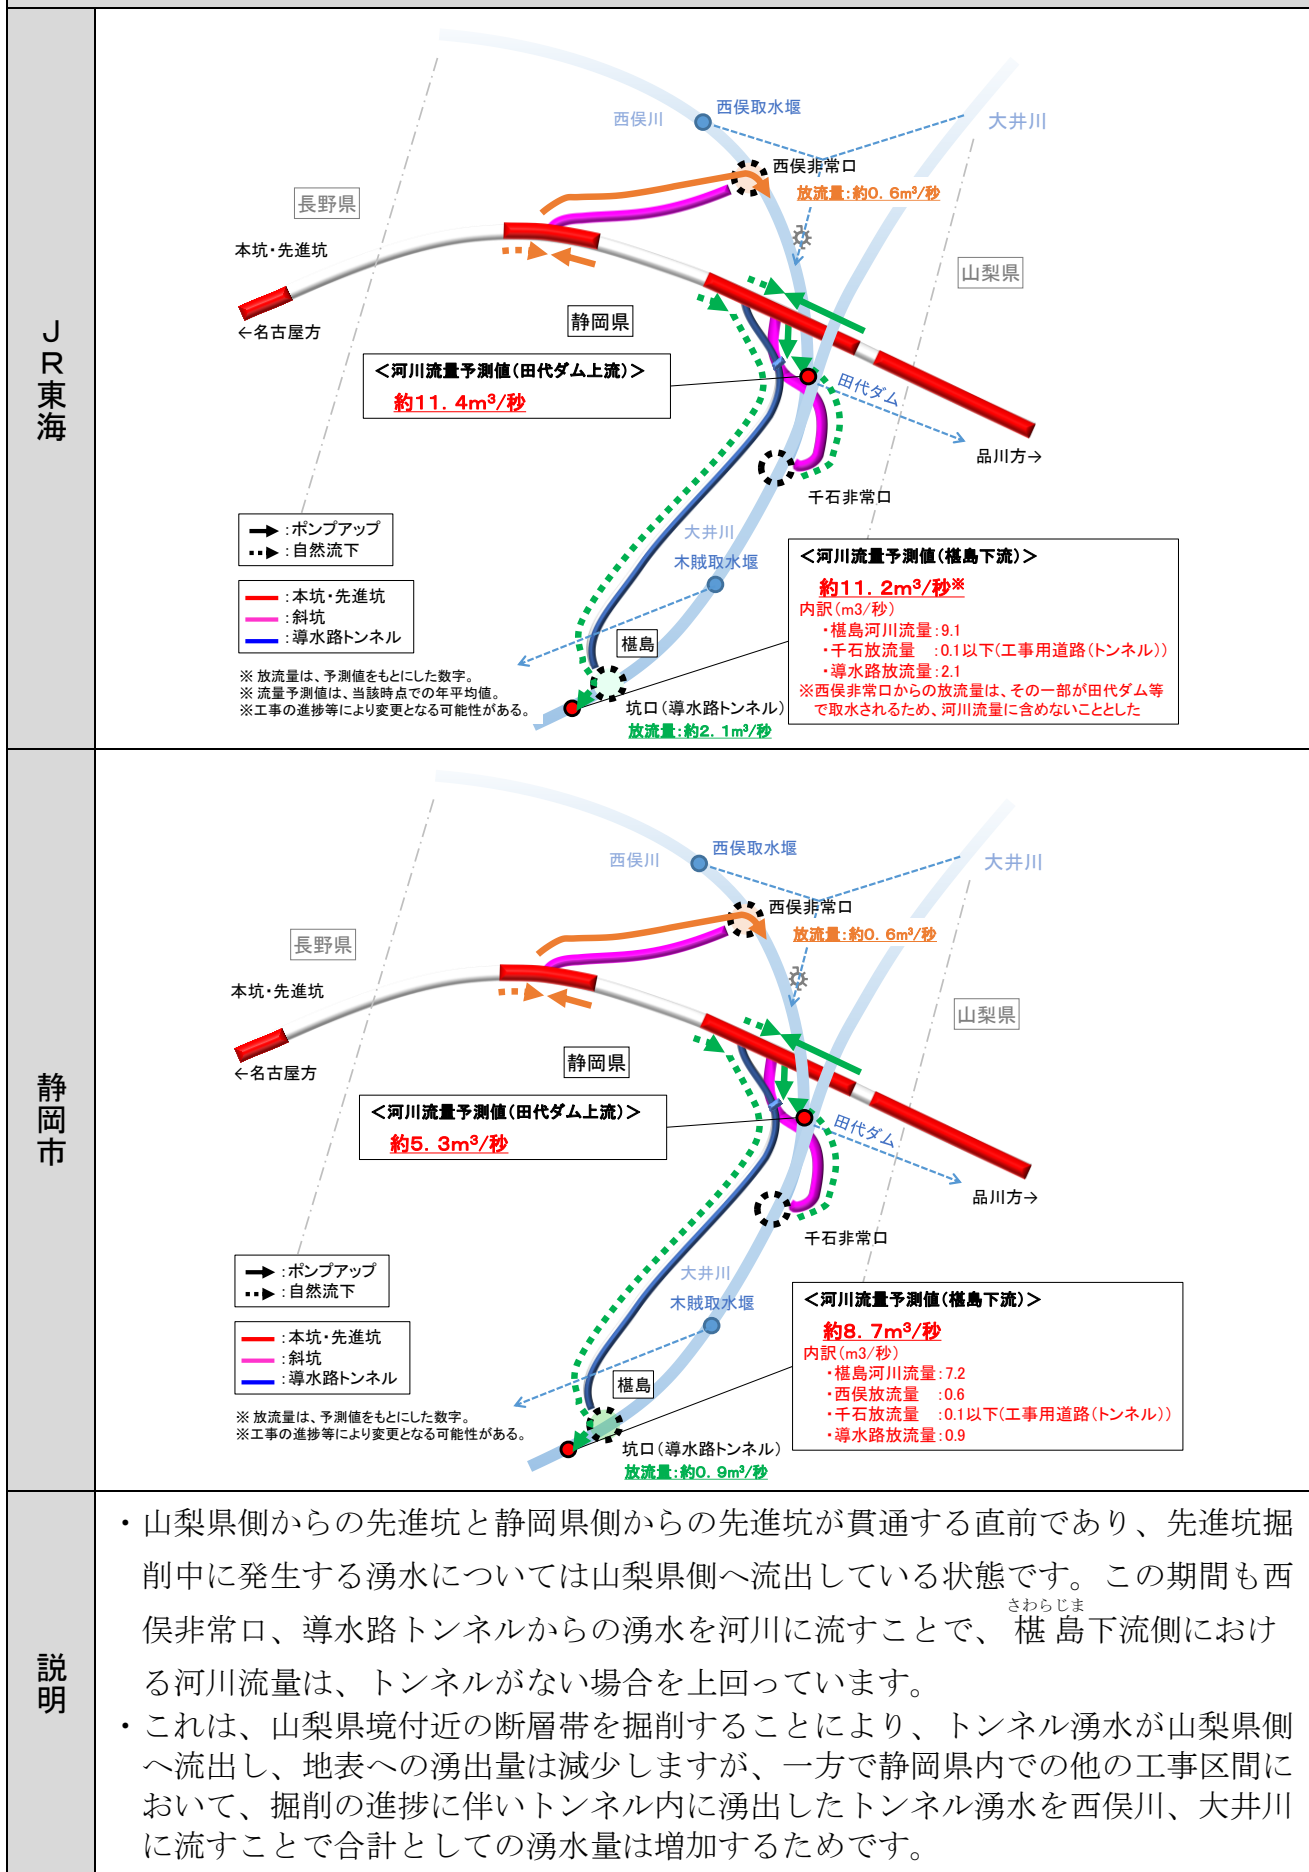 JR東海
西俣川
西俣取水堰
大井川
西俣非常口
放流量:約0.6m³/秒
長野県
本坑・先進坑
山梨県
←名古屋方
静岡県
＜河川流量予測値(田代ダム上流)＞
約11.4m³/秒
田代ダム
品川方→
千石非常口
:ポンプアップ
:自然流下
大井川
木賊取水堰
:本坑・先進坑
:斜坑
:導水路トンネル
＜河川流量予測値(椹島下流)＞
約11.2m³/秒※
内訳(m3/秒)
・椹島河川流量:9.1
・千石放流量 :0.1以下(工事用道路(トンネル))
・導水路放流量:2.1
※西俣非常口からの放流量は、その一部が田代ダム等
で取水されるため、河川流量に含めないこととした
椹島
※ 放流量は、予測値をもとにした数字。
※ 流量予測値は、当該時点での年平均値。
※工事の進捗等により変更となる可能性がある。
坑口(導水路トンネル)
放流量:約2.1m³/秒
静岡市
西俣川
西俣取水堰
大井川
西俣非常口
放流量:約0.6m³/秒
長野県
本坑・先進坑
山梨県
←名古屋方
静岡県
＜河川流量予測値(田代ダム上流)＞
約5.3m³/秒
田代ダム
品川方→
千石非常口
:ポンプアップ
:自然流下
大井川
木賊取水堰
:本坑・先進坑
:斜坑
:導水路トンネル
＜河川流量予測値(椹島下流)＞
約8.7m³/秒
内訳(m3/秒)
・椹島河川流量:7.2
・西俣放流量 :0.6
・千石放流量 :0.1以下(工事用道路(トンネル))
・導水路放流量:0.9
椹島
※ 放流量は、予測値をもとにした数字。
※工事の進捗等により変更となる可能性がある。
坑口(導水路トンネル)
放流量:約0.9m³/秒
説明
・山梨県側からの先進坑と静岡県側からの先進坑が貫通する直前であり、先進坑掘
削中に発生する湧水については山梨県側へ流出している状態です。この期間も西
さわらじま
俣非常口、導水路トンネルからの湧水を河川に流すことで、椹島下流側におけ
る河川流量は、トンネルがない場合を上回っています。
・これは、山梨県境付近の断層帯を掘削することにより、トンネル湧水が山梨県側
へ流出し、地表への湧出量は減少しますが、一方で静岡県内での他の工事区間に
おいて、掘削の進捗に伴いトンネル内に湧出したトンネル湧水を西俣川、大井川
に流すことで合計としての湧水量は増加するためです。